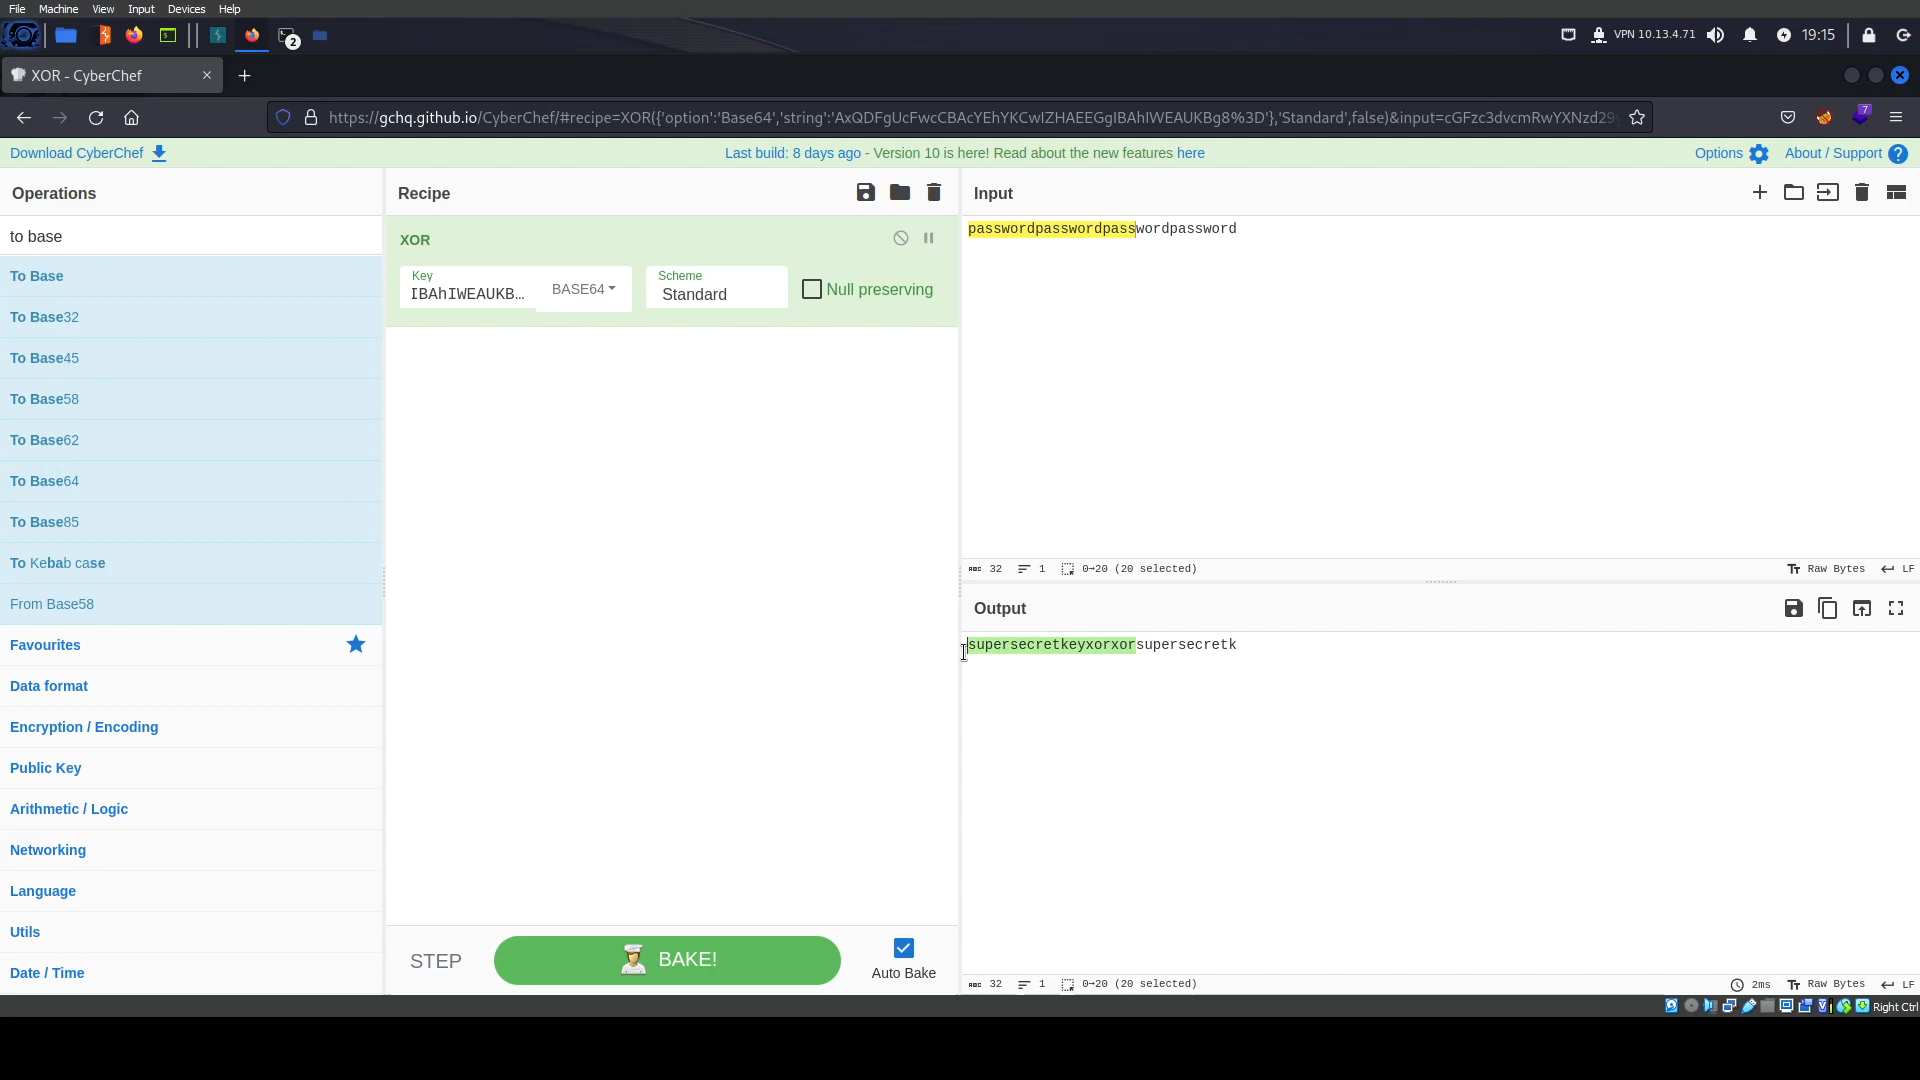 File Machine View Input Devices Help
2
VPN 10.13.4.71
19:15
XOR - CyberChef
https://gchq.github.io/CyberChef/#recipe=XOR({'option':'Base64','string':'AxQDFgUcFwcCBAcYEhYKCwIZHAEEGgIBAhIWEAUKBg8%3D'},'Standard',false)&input=cGFzc3dvcmRwYXNzd29
7
Download CyberChef
Last build: 8 days ago - Version 10 is here! Read about the new features here
Options
About / Support
Operations
to base
To Base
To Base32
To Base45
To Base58
To Base62
To Base64
To Base85
To Kebab case
From Base58
Favourites
Data format
Encryption / Encoding
Public Key
Arithmetic / Logic
Networking
Language
Utils
Date / Time
Recipe
XOR
Key
IBAhIWEAUKB…
BASE64
Scheme
Standard
Null preserving
STEP
BAKE!
Auto Bake
Input
passwordpasswordpasswordpassword
ABC 32 1 0→20 (20 selected)
Tт Raw Bytes LF
Output
supersecretkeyxorxorsupersecretk
ABC 32 1 0→20 (20 selected)
2ms Tт Raw Bytes LF
Right Ctrl